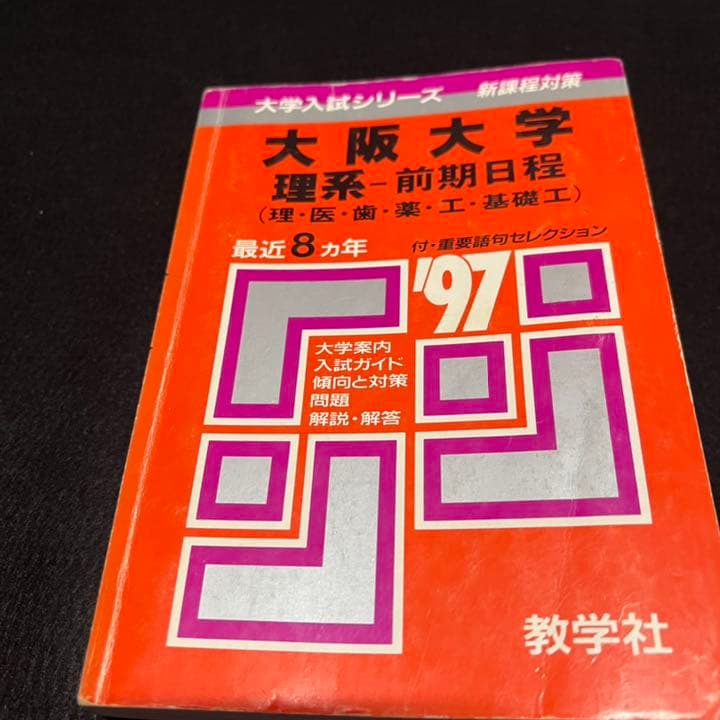 大学入試シリーズ 新課程対策
大阪大学
理系-前期日程
(理・医・歯・薬・工・基礎工)
最近8ヵ年
付・重要語句セレクション
'97
大学案内
入試ガイド
傾向と対策
問題
解説・解答
教学社